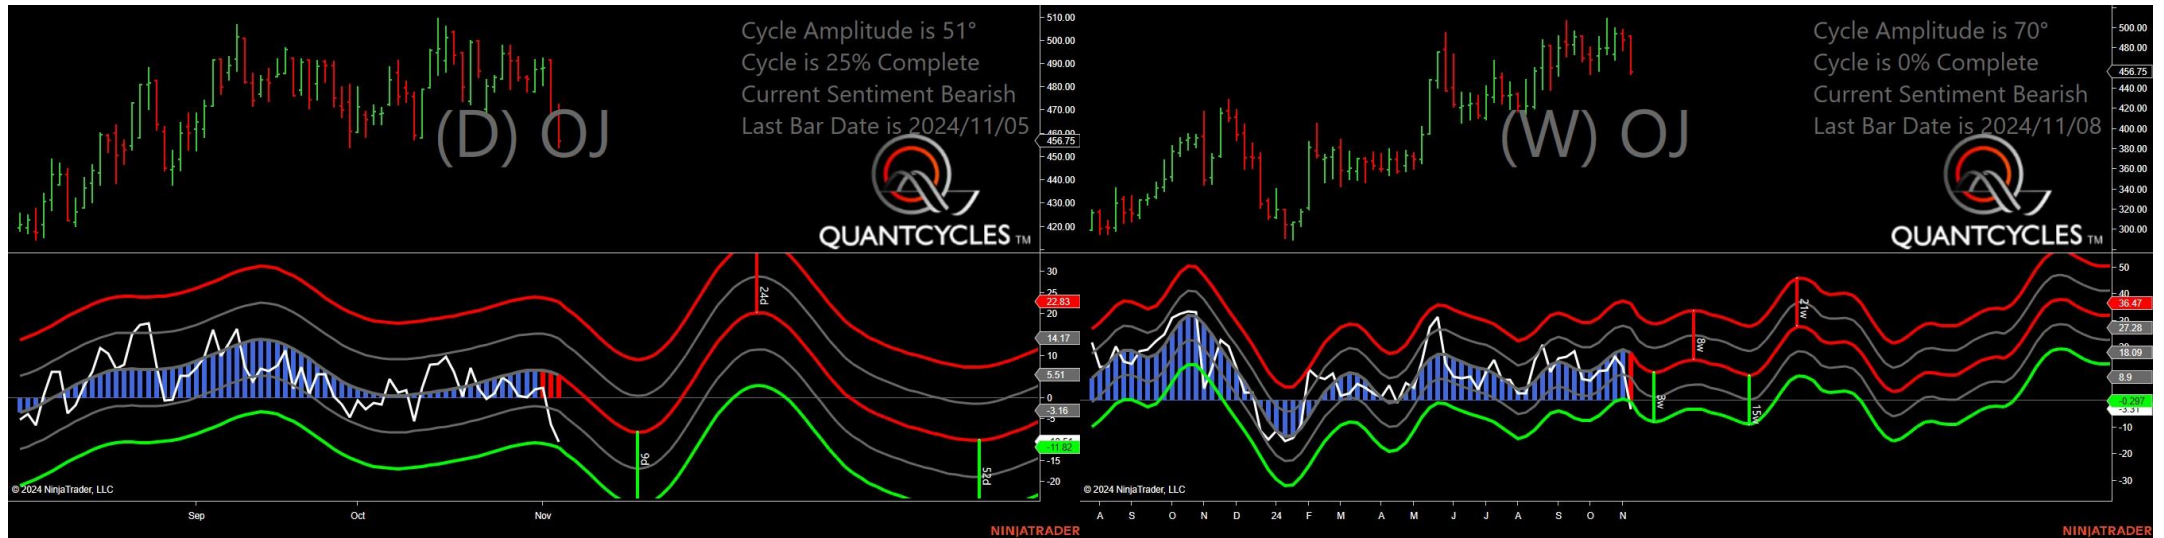 Cycle Amplitude is 51°
Cycle is 25% Complete
Current Sentiment Bearish
Last Bar Date is 2024/11/05
(D) OJ
QUANTCYCLES TM
510.00
500.00
490.00
480.00
470.00
460.00
456.75
450.00
440.00
430.00
420.00
30
25
22.83
20
14.17
10
5.51
0
-3.16
-5
-11.82
-15
-20
24d
9d
52d
© 2024 NinjaTrader, LLC
Sep Oct Nov
NINJATRADER
Cycle Amplitude is 70°
Cycle is 0% Complete
Current Sentiment Bearish
Last Bar Date is 2024/11/08
(W) OJ
QUANTCYCLES TM
500.00
480.00
456.75
440.00
420.00
400.00
380.00
360.00
340.00
320.00
300.00
50
40
36.47
27.28
18.09
8.9
-0.297
-3.31
-10
-20
-30
8w
21w
8w
15w
© 2024 NinjaTrader, LLC
A S O N D 24 F M A M J J A S O N
NINJATRADER